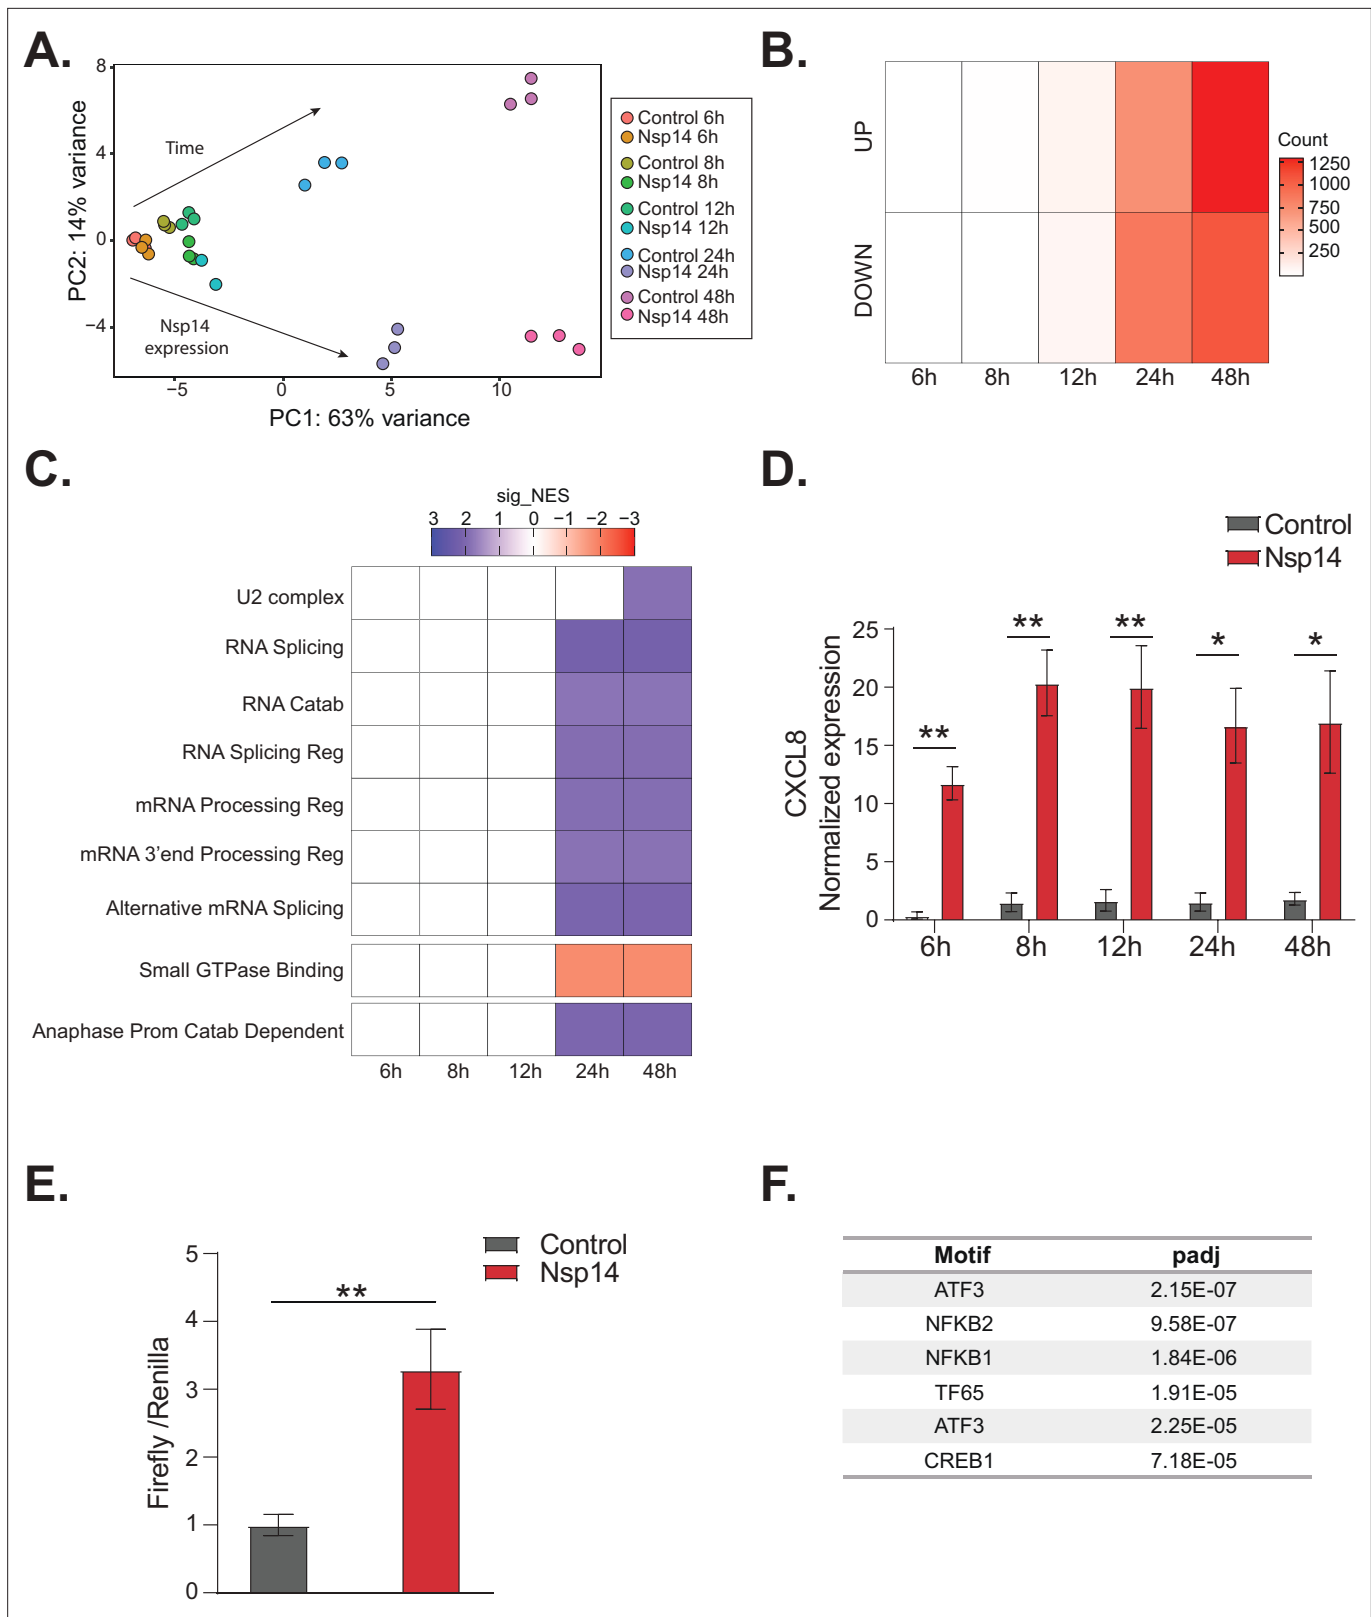 A.
8
4
0
−4
PC2: 14% variance
Time
Nsp14
expression
−5
0
5
10
PC1: 63% variance
Control 6h
Nsp14 6h
Control 8h
Nsp14 8h
Control 12h
Nsp14 12h
Control 24h
Nsp14 24h
Control 48h
Nsp14 48h
B.
UP
DOWN
6h
8h
12h
24h
48h
Count
1250
1000
750
500
250
C.
sig_NES
3 2 1 0 −1 −2 −3
U2 complex
RNA Splicing
RNA Catab
RNA Splicing Reg
mRNA Processing Reg
mRNA 3’end Processing Reg
Alternative mRNA Splicing
Small GTPase Binding
Anaphase Prom Catab Dependent
6h
8h
12h
24h
48h
D.
Control
Nsp14
CXCL8
Normalized expression
25
20
15
10
5
0
**
**
**
*
*
6h
8h
12h
24h
48h
E.
Control
Nsp14
Firefly /Renilla
5
4
3
2
1
0
**
F.
Motif padj
ATF3 2.15E-07
NFKB2 9.58E-07
NFKB1 1.84E-06
TF65 1.91E-05
ATF3 2.25E-05
CREB1 7.18E-05